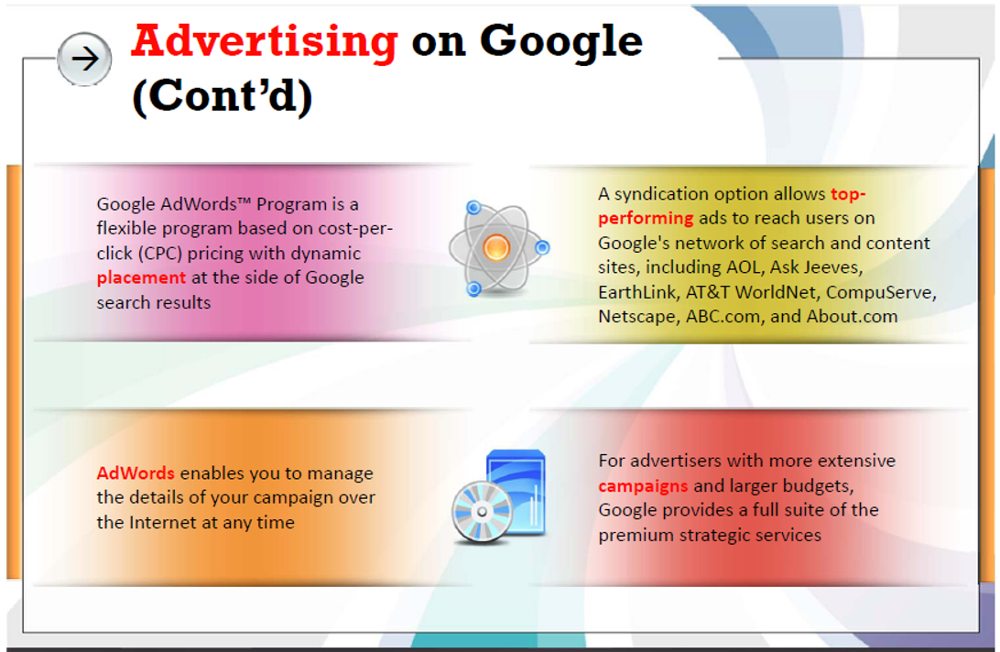 Advertising on Google
(Cont’d)
Google AdWords™ Program is a
flexible program based on cost-per-
click (CPC) pricing with dynamic
placement at the side of Google
search results
A syndication option allows top-
performing ads to reach users on
Google's network of search and content
sites, including AOL, Ask Jeeves,
EarthLink, AT&T WorldNet, CompuServe,
Netscape, ABC.com, and About.com
AdWords enables you to manage
the details of your campaign over
the Internet at any time
For advertisers with more extensive
campaigns and larger budgets,
Google provides a full suite of the
premium strategic services